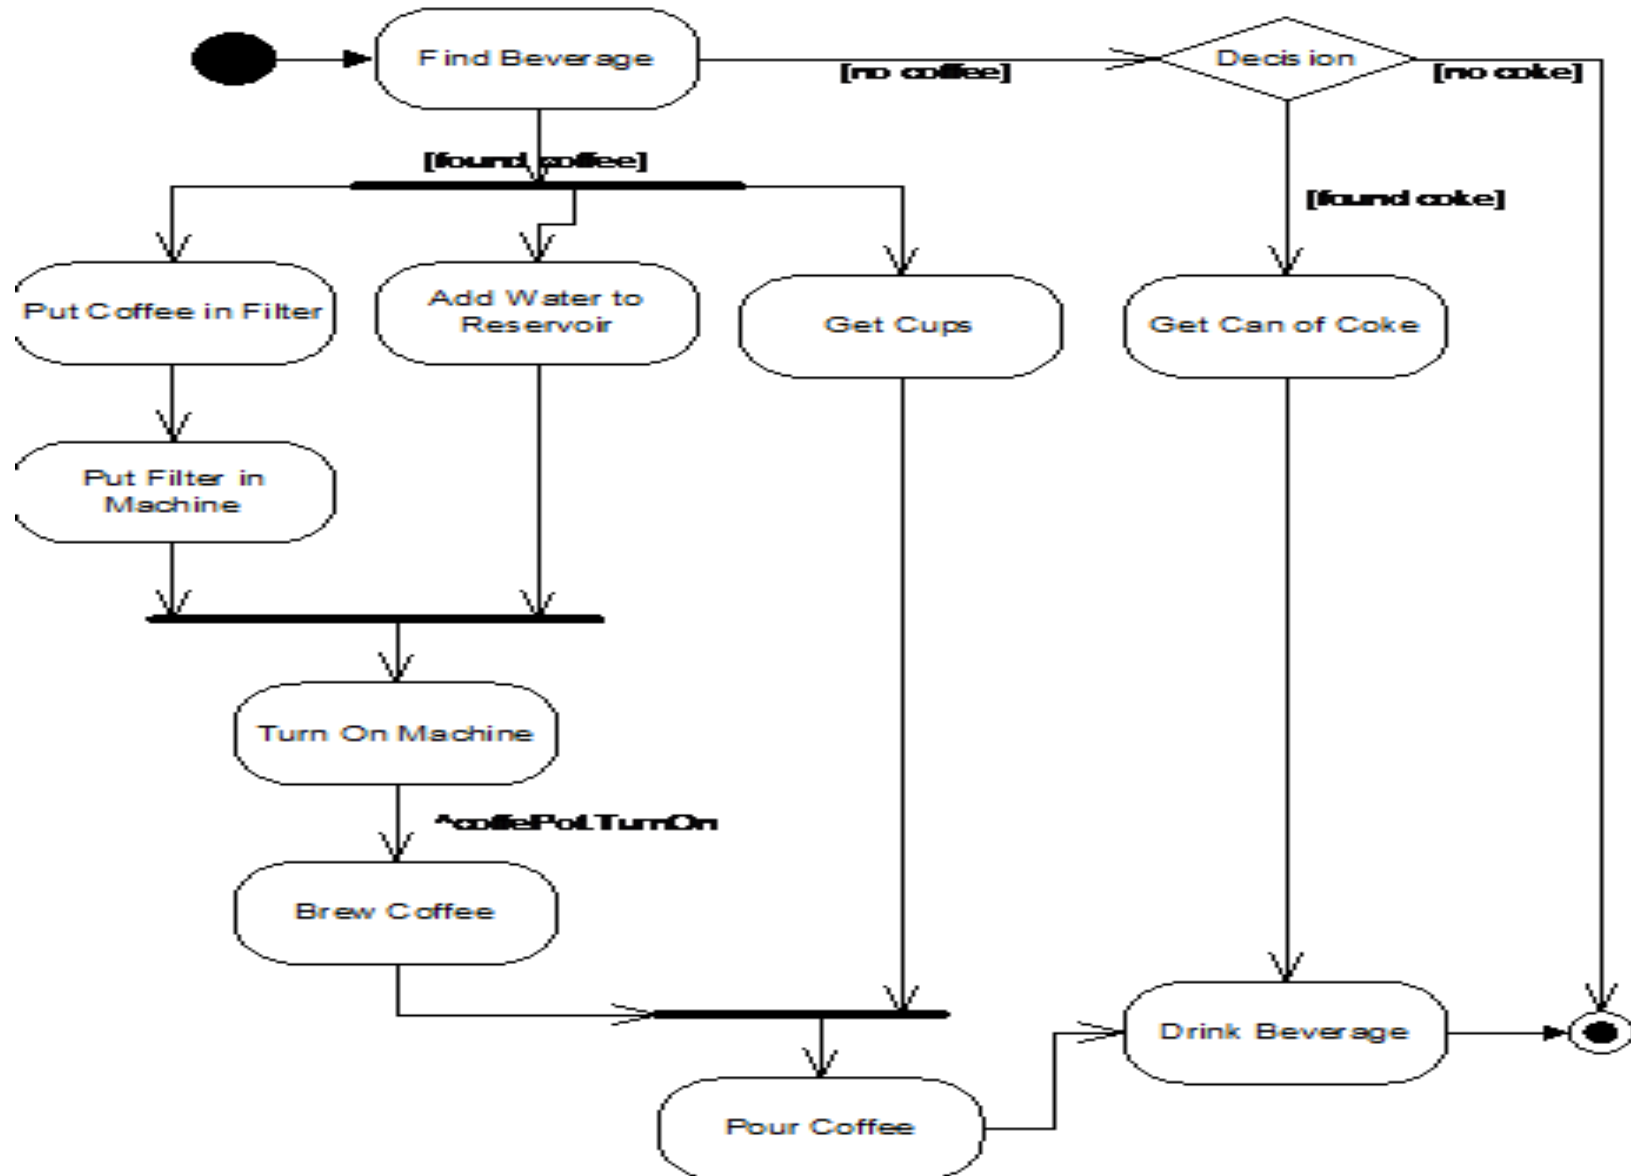 Find Beverage
[no coffee]
Decision
[no coke]
[found coffee]
[found coke]
Put Coffee in Filter
Add Water to
Reservoir
Get Cups
Get Can of Coke
Put Filter in
Machine
Turn On Machine
^coffePot.TurnOn
Brew Coffee
Drink Beverage
Pour Coffee